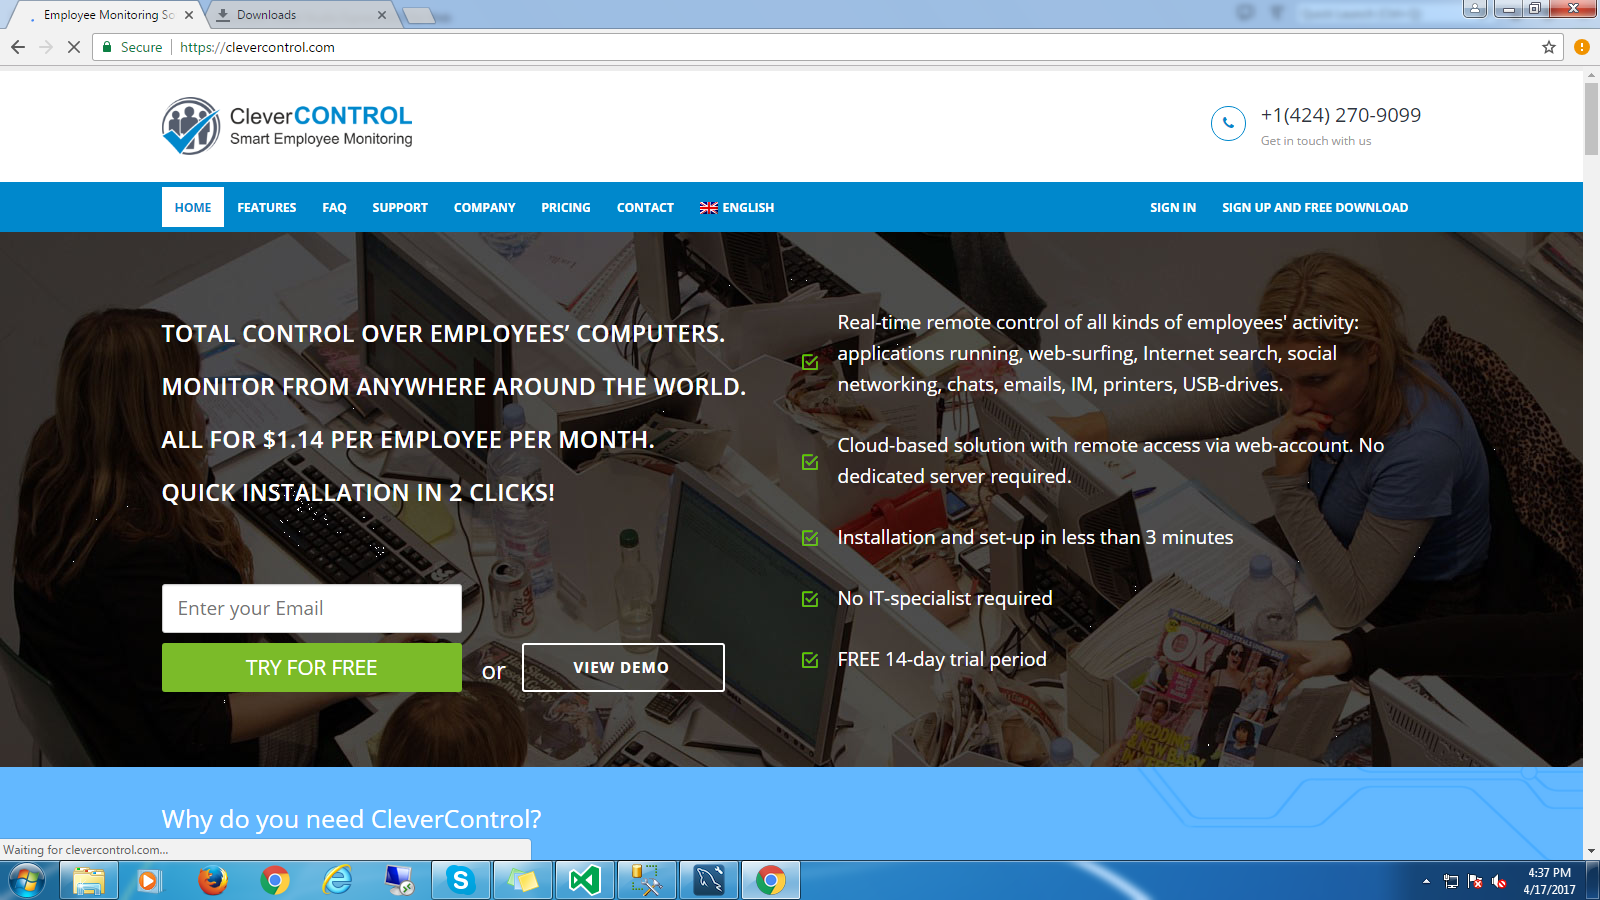 Employee Monitoring So
Downloads
Secure
https://clevercontrol.com
CleverCONTROL
Smart Employee Monitoring
+1(424) 270-9099
Get in touch with us
HOME
FEATURES
FAQ
SUPPORT
COMPANY
PRICING
CONTACT
ENGLISH
SIGN IN
SIGN UP AND FREE DOWNLOAD
TOTAL CONTROL OVER EMPLOYEES’ COMPUTERS.
MONITOR FROM ANYWHERE AROUND THE WORLD.
ALL FOR $1.14 PER EMPLOYEE PER MONTH.
QUICK INSTALLATION IN 2 CLICKS!
Enter your Email
TRY FOR FREE
or
VIEW DEMO
Real-time remote control of all kinds of employees' activity:
applications running, web-surfing, Internet search, social
networking, chats, emails, IM, printers, USB-drives.
Cloud-based solution with remote access via web-account. No
dedicated server required.
Installation and set-up in less than 3 minutes
No IT-specialist required
FREE 14-day trial period
OK!
WEDDING
& NEW BABY
Why do you need CleverControl?
Waiting for clevercontrol.com...
4:37 PM
4/17/2017